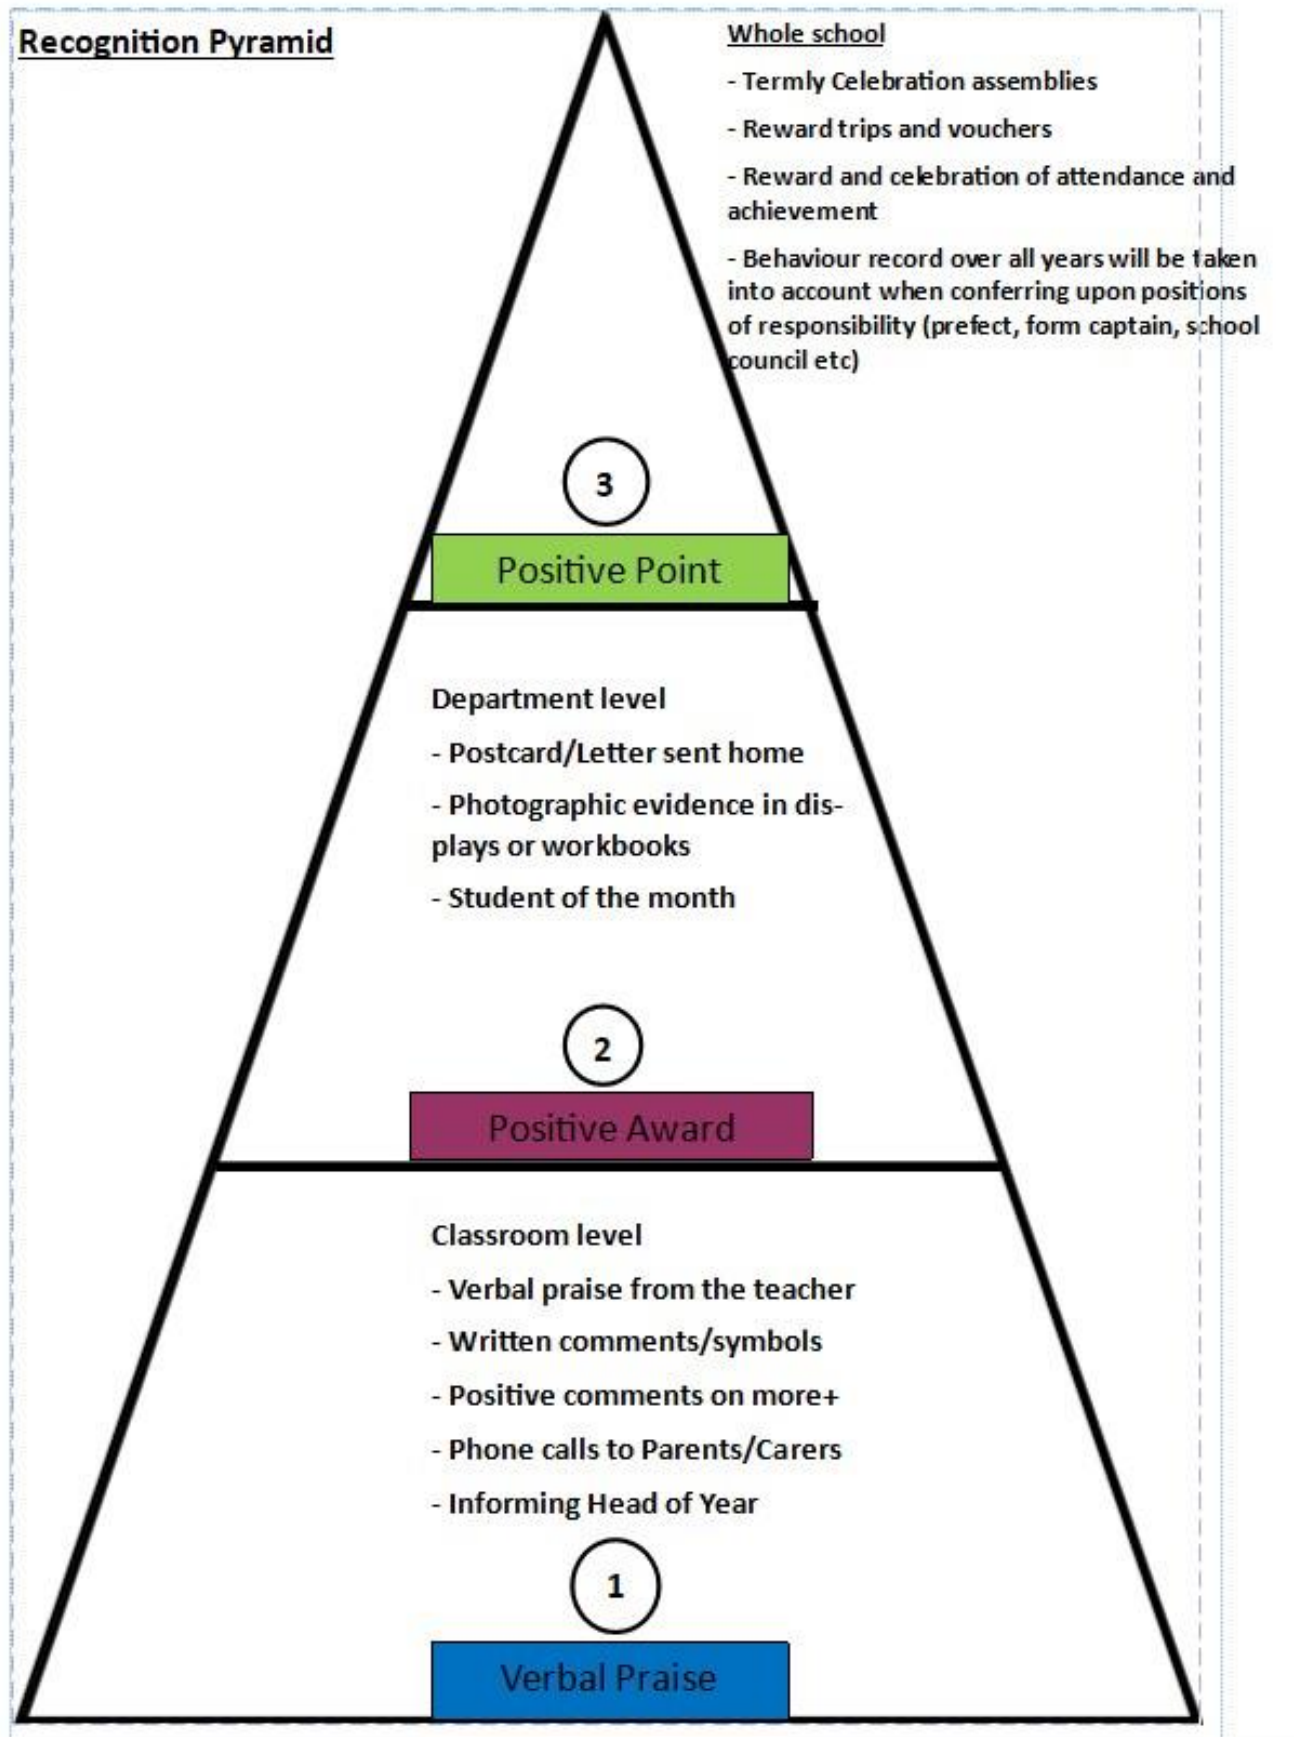 Recognition Pyramid
Whole school
- Termly Celebration assemblies
- Reward trips and vouchers
- Reward and celebration of attendance and
achievement
- Behaviour record over all years will be taken
into account when conferring upon positions
of responsibility (prefect, form captain, school
council etc)
3
Positive Point
Department level
- Postcard/Letter sent home
- Photographic evidence in dis-
plays or workbooks
- Student of the month
2
Positive Award
Classroom level
- Verbal praise from the teacher
- Written comments/symbols
- Positive comments on more+
- Phone calls to Parents/Carers
- Informing Head of Year
1
Verbal Praise